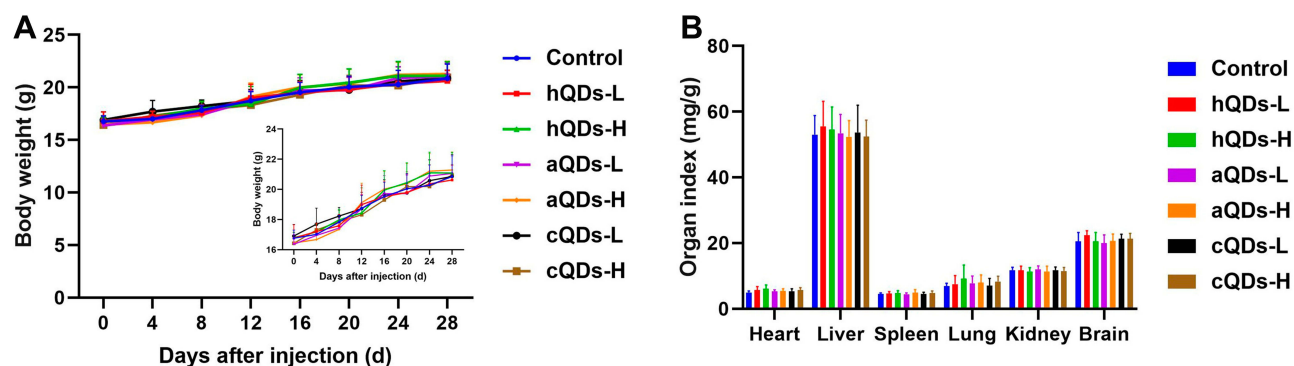 A
Body weight (g)
25
20
15
10
5
0
0 4 8 12 16 20 24 28
Days after injection (d)
Body weight (g)
24
22
20
18
16
0 4 8 12 16 20 24 28
Days after injection (d)
Control
hQDs-L
hQDs-H
aQDs-L
aQDs-H
cQDs-L
cQDs-H
B
Organ index (mg/g)
80
60
40
20
0
Heart Liver Spleen Lung Kidney Brain
Control
hQDs-L
hQDs-H
aQDs-L
aQDs-H
cQDs-L
cQDs-H